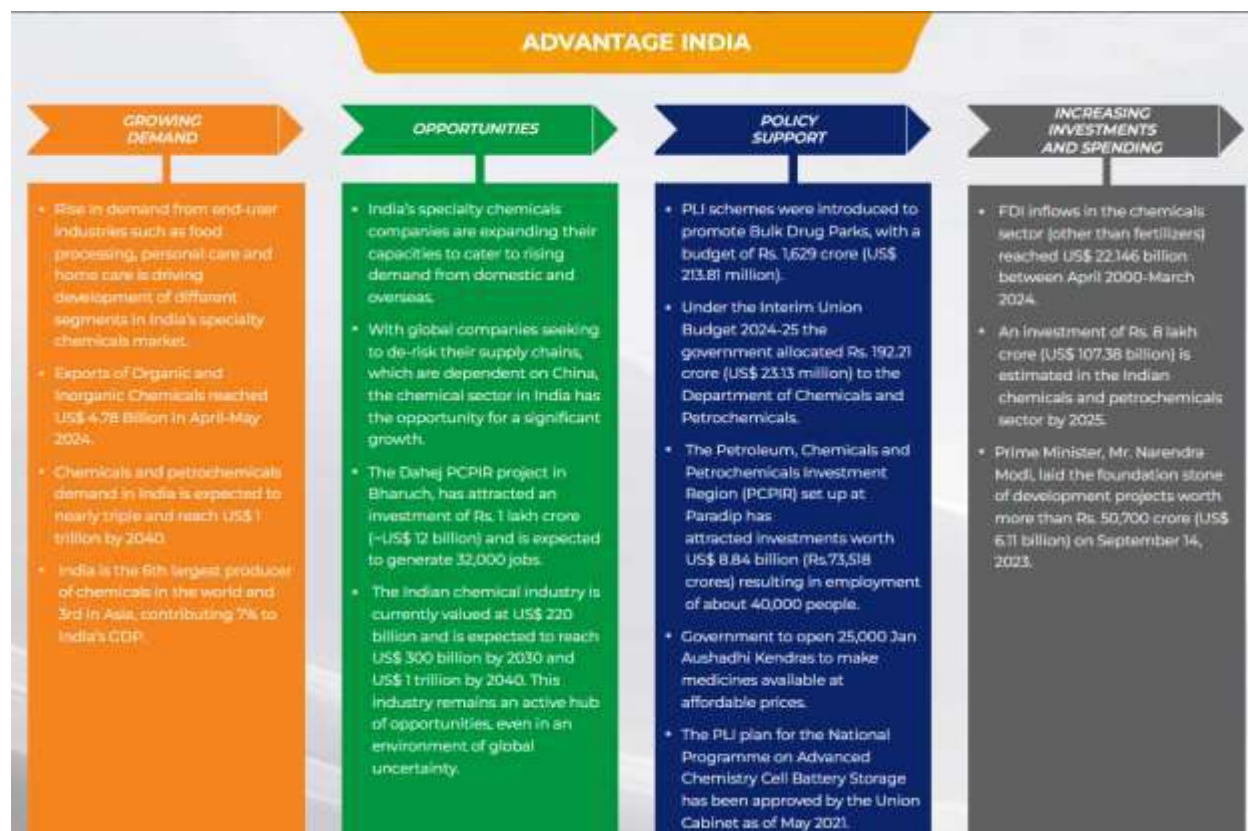 ADVANTAGE INDIA
GROWING
DEMAND
• Rise in demand from end-user
industries such as food
processing, personal care and
home care is driving
development of different
segments in India's specialty
chemicals market.
• Exports of Organic and
Inorganic Chemicals reached
US$ 4.78 Billion in April-May
2024.
• Chemicals and petrochemicals
demand in India is expected to
nearly triple and reach US$ 1
trillion by 2040.
• India is the 6th largest producer
of chemicals in the world and
3rd in Asia, contributing 7% to
India's GDP.
OPPORTUNITIES
• India's specialty chemicals
companies are expanding their
capacities to cater to rising
demand from domestic and
overseas.
• With global companies seeking
to de-risk their supply chains,
which are dependent on China,
the chemical sector in India has
the opportunity for a significant
growth.
• The Dahej PCPIR project in
Bharuch, has attracted an
investment of Rs. 1 lakh crore
(~US$ 12 billion) and is expected
to generate 32,000 jobs.
• The Indian chemical industry is
currently valued at US$ 220
billion and is expected to reach
US$ 300 billion by 2030 and
US$ 1 trillion by 2040. This
industry remains an active hub
of opportunities, even in an
environment of global
uncertainty.
POLICY
SUPPORT
• PLI schemes were introduced to
promote Bulk Drug Parks, with a
budget of Rs. 1,629 crore (US$
213.81 million).
• Under the Interim Union
Budget 2024-25 the
government allocated Rs. 192.21
crore (US$ 23.13 million) to the
Department of Chemicals and
Petrochemicals.
• The Petroleum, Chemicals and
Petrochemicals Investment
Region (PCPIR) set up at
Paradip has
attracted investments worth
US$ 8.84 billion (Rs.73,518
crores) resulting in employment
of about 40,000 people.
• Government to open 25,000 Jan
Aushadhi Kendras to make
medicines available at
affordable prices.
• The PLI plan for the National
Programme on Advanced
Chemistry Cell Battery Storage
has been approved by the Union
Cabinet as of May 2021.
INCREASING
INVESTMENTS
AND SPENDING
• FDI inflows in the chemicals
sector (other than fertilizers)
reached US$ 22.146 billion
between April 2000-March
2024.
• An investment of Rs. 8 lakh
crore (US$ 107.38 billion) is
estimated in the Indian
chemicals and petrochemicals
sector by 2025.
• Prime Minister, Mr. Narendra
Modi, laid the foundation stone
of development projects worth
more than Rs. 50,700 crore (US$
6.11 billion) on September 14,
2023.